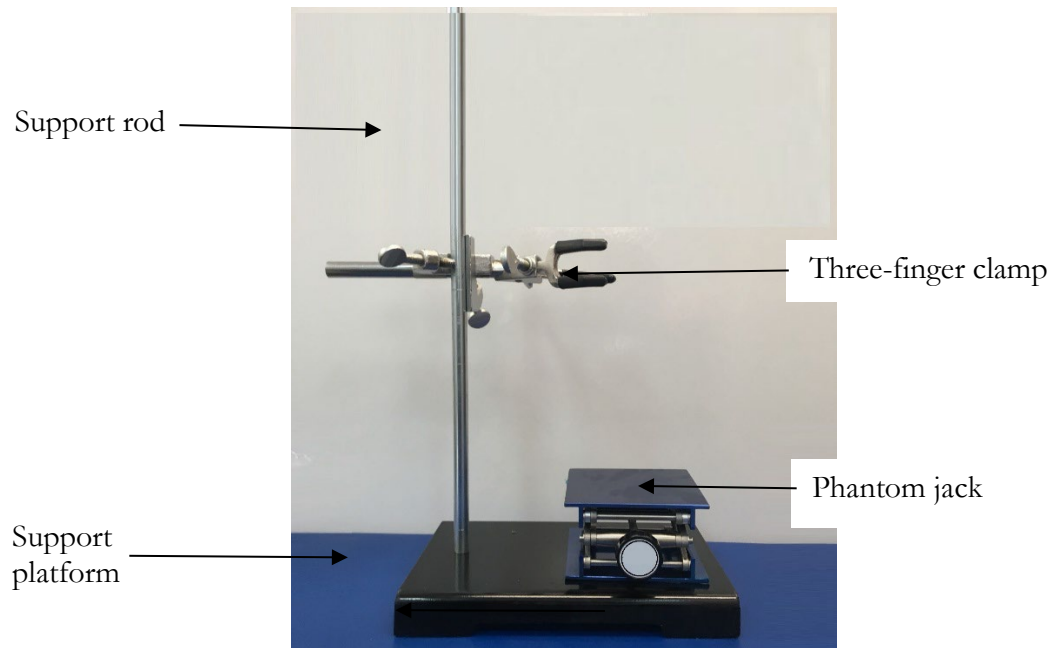 Support rod
Three-finger clamp
Phantom jack
Support
platform